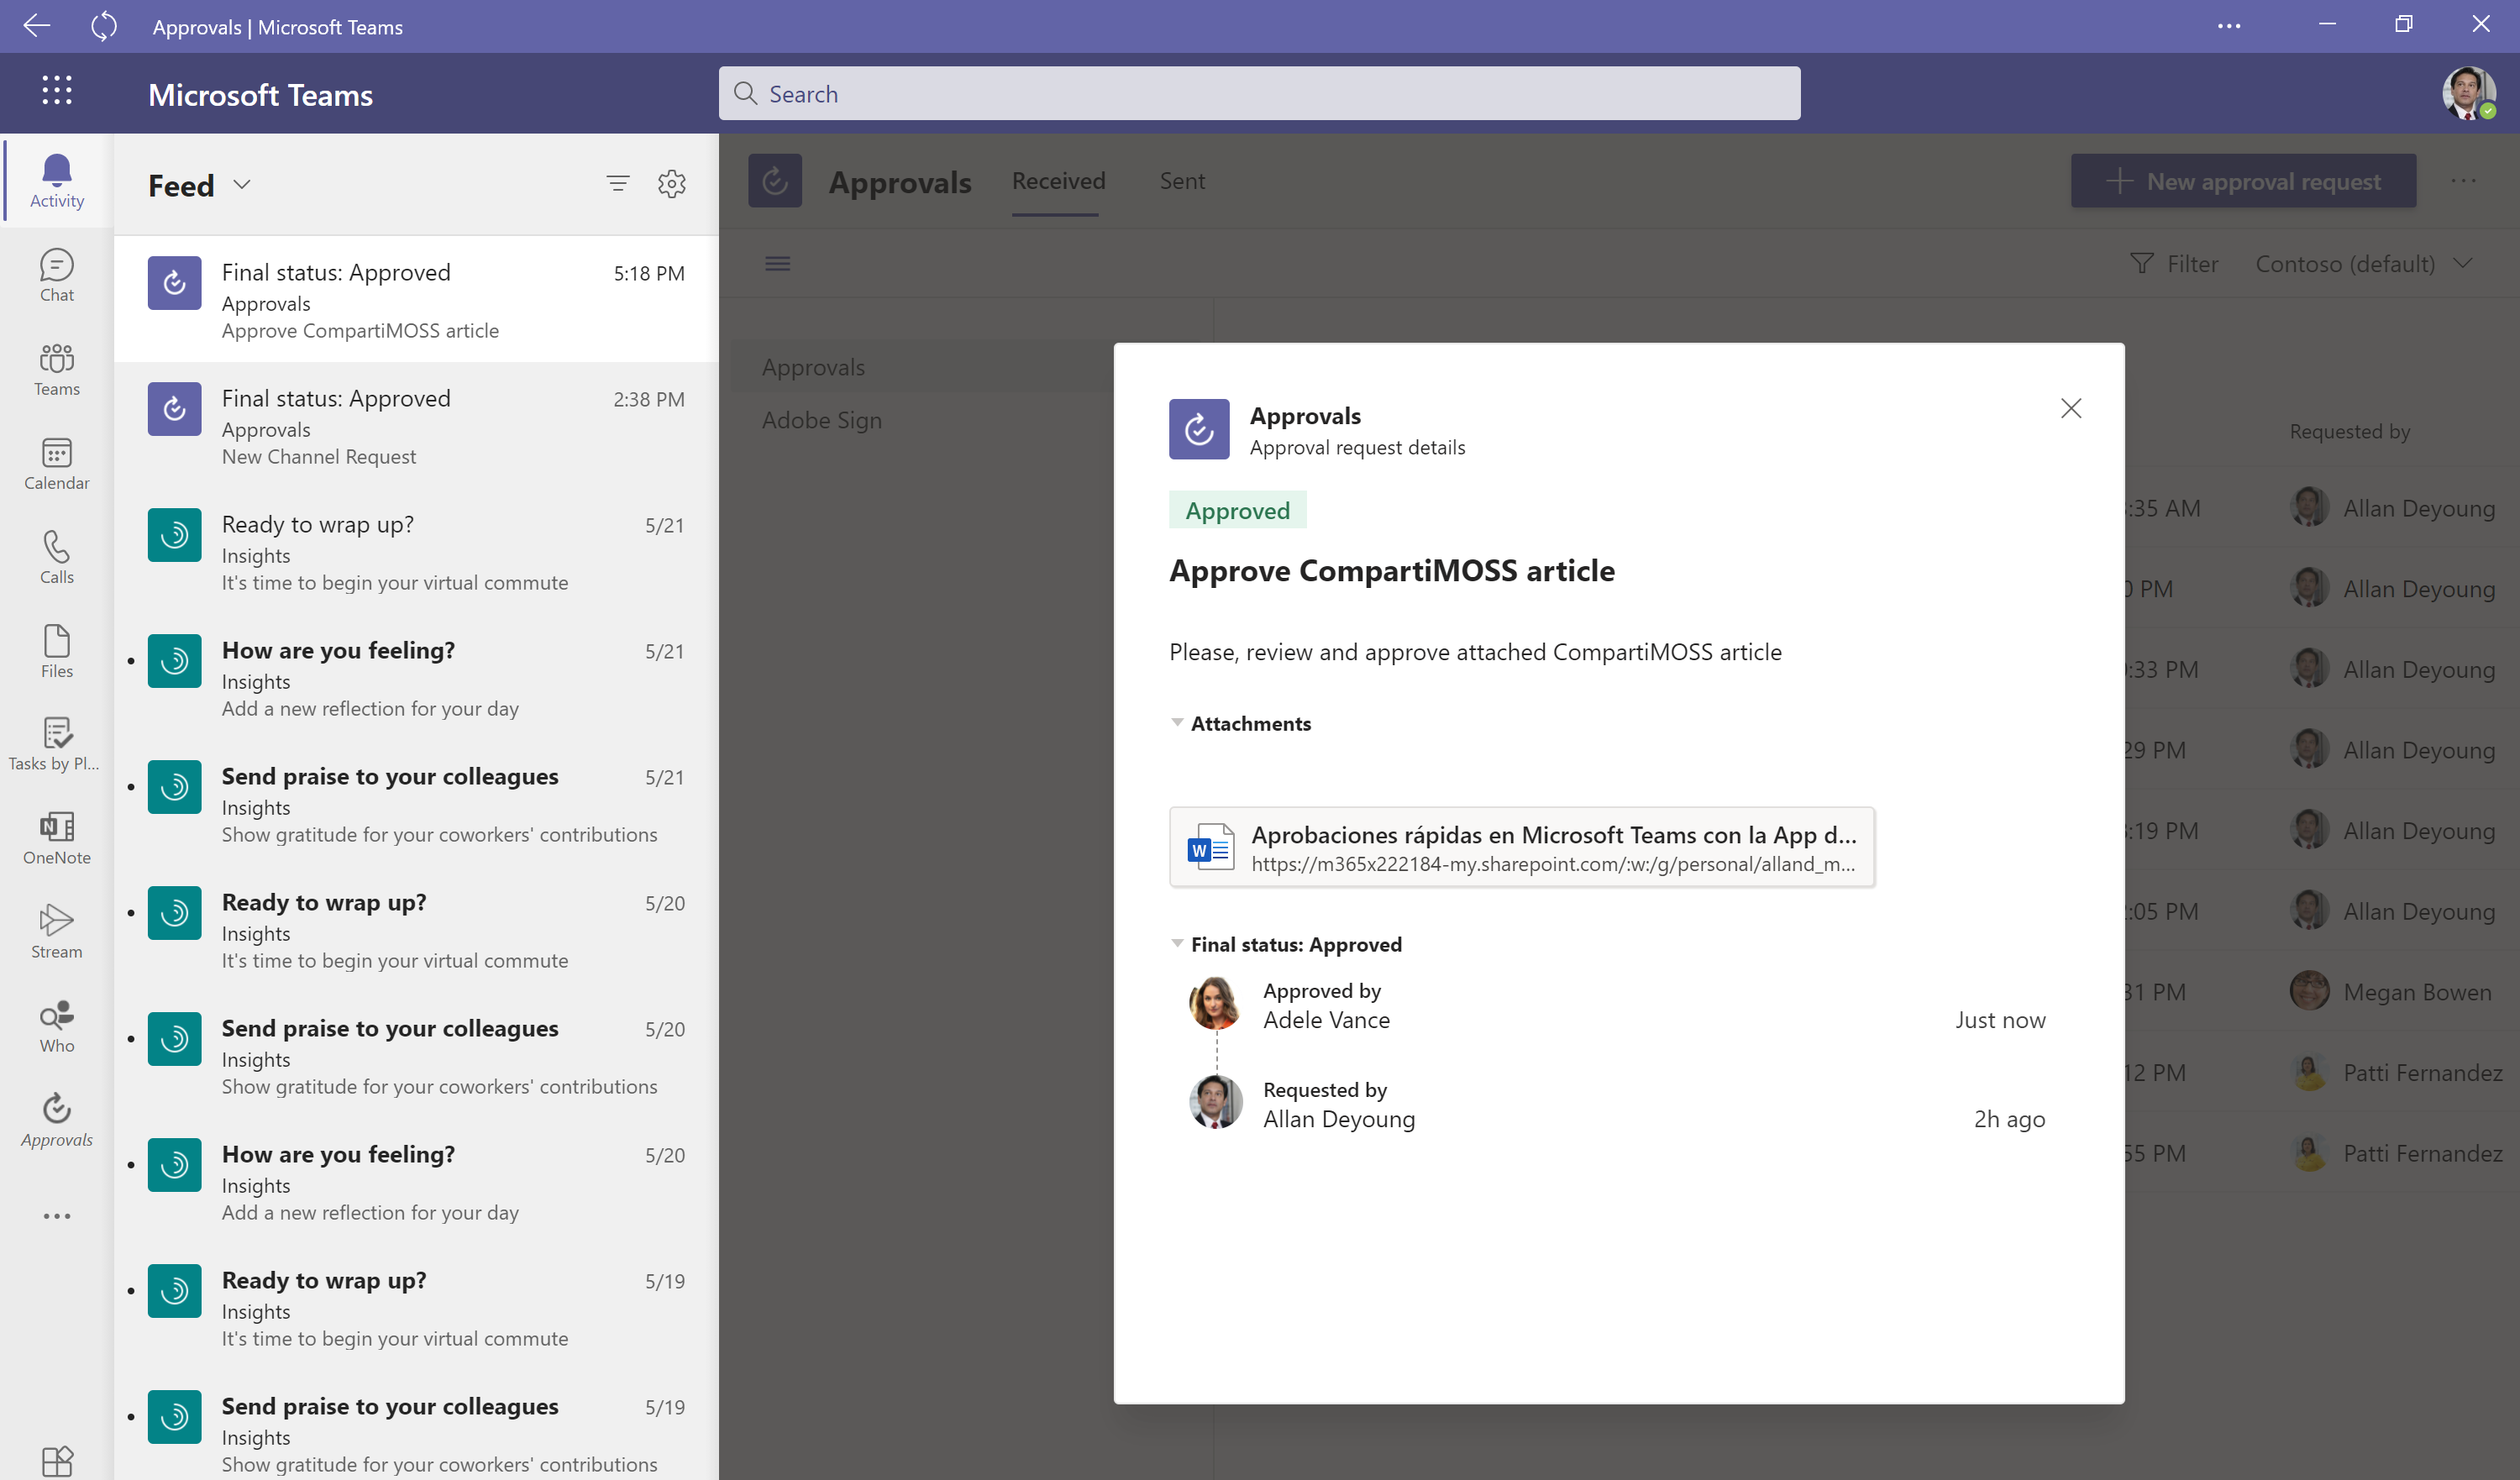 Approvals | Microsoft Teams
Microsoft Teams
Search
Activity
Chat
Teams
Calendar
Calls
Files
Tasks by Pl...
OneNote
Stream
Who
Approvals
Feed
Final status: Approved 5:18 PM
Approvals
Approve CompartiMOSS article
Final status: Approved 2:38 PM
Approvals
New Channel Request
Ready to wrap up? 5/21
Insights
It's time to begin your virtual commute
How are you feeling? 5/21
Insights
Add a new reflection for your day
Send praise to your colleagues 5/21
Insights
Show gratitude for your coworkers' contributions
Ready to wrap up? 5/20
Insights
It's time to begin your virtual commute
Send praise to your colleagues 5/20
Insights
Show gratitude for your coworkers' contributions
How are you feeling? 5/20
Insights
Add a new reflection for your day
Ready to wrap up? 5/19
Insights
It's time to begin your virtual commute
Send praise to your colleagues 5/19
Insights
Show gratitude for your coworkers' contributions
Approvals Received Sent
New approval request
Filter Contoso (default)
Approvals
Adobe Sign
Approvals
Approval request details
Approved
Approve CompartiMOSS article
Please, review and approve attached CompartiMOSS article
Attachments
W
Aprobaciones rápidas en Microsoft Teams con la App d...
https://m365x222184-my.sharepoint.com/:w:/g/personal/alland_m...
Final status: Approved
Approved by
Adele Vance Just now
Requested by
Allan Deyoung 2h ago
Requested by
:35 AM Allan Deyoung
PM Allan Deyoung
:33 PM Allan Deyoung
29 PM Allan Deyoung
:19 PM Allan Deyoung
:05 PM Allan Deyoung
31 PM Megan Bowen
12 PM Patti Fernandez
55 PM Patti Fernandez